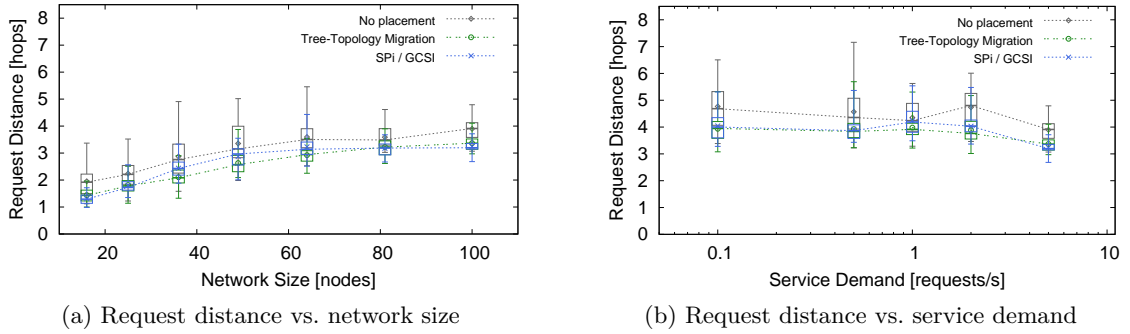 Request Distance [hops]
8
7
6
5
4
3
2
1
0
No placement
Tree-Topology Migration
SPi / GCSI
20 40 60 80 100
Network Size [nodes]
(a) Request distance vs. network size
Request Distance [hops]
8
7
6
5
4
3
2
1
0
No placement
Tree-Topology Migration
SPi / GCSI
0.1 1 10
Service Demand [requests/s]
(b) Request distance vs. service demand